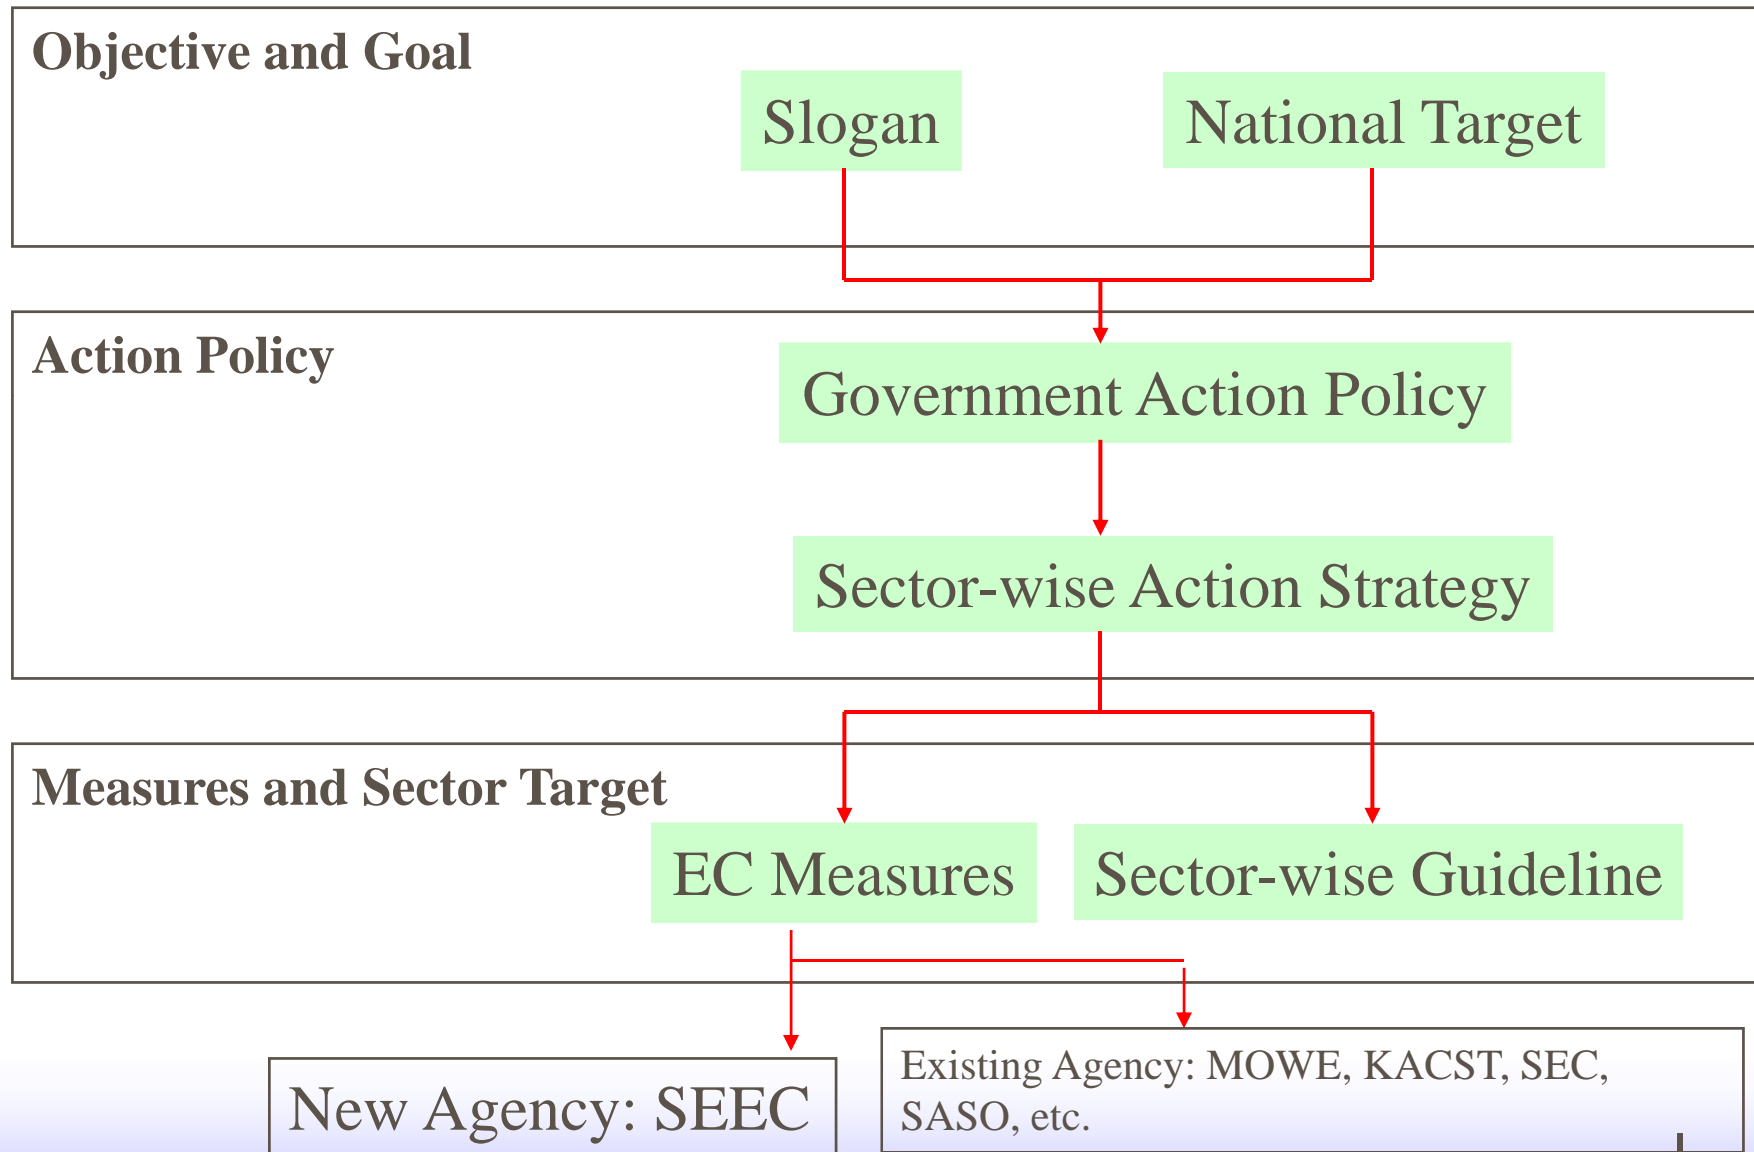 Objective and Goal
Slogan
National Target
Action Policy
Government Action Policy
Sector-wise Action Strategy
Measures and Sector Target
EC Measures
Sector-wise Guideline
New Agency: SEEC
Existing Agency: MOWE, KACST, SEC,
SASO, etc.